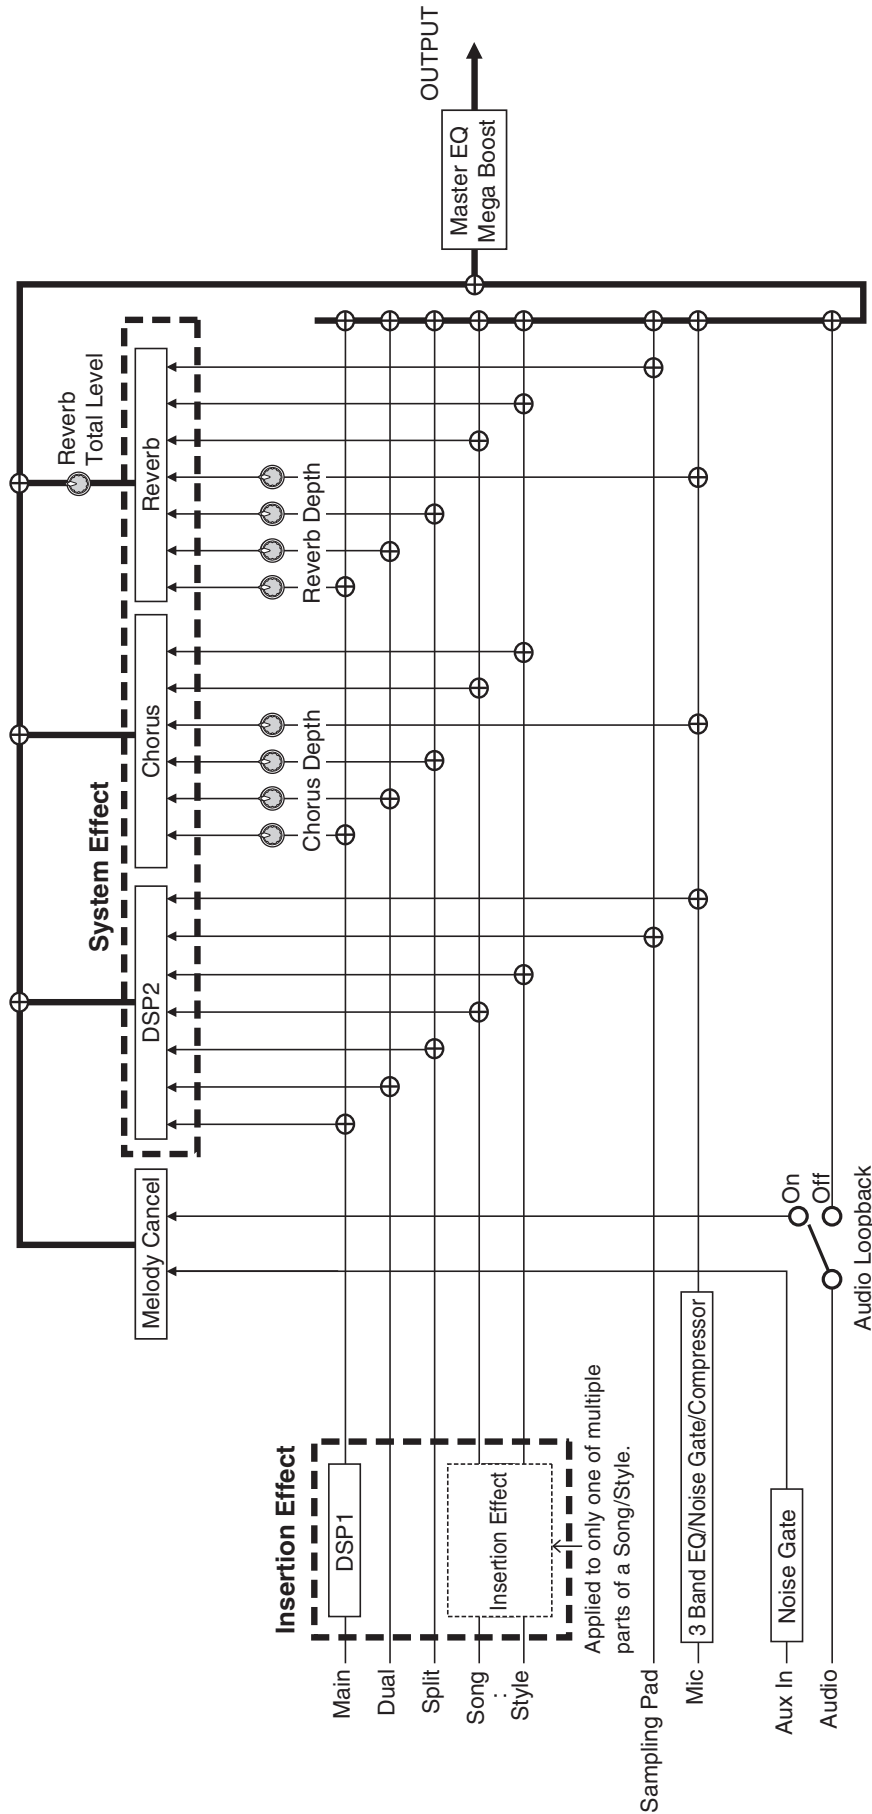 Insertion Effect
DSP1
Insertion Effect
Applied to only one of multiple
parts of a Song/Style.
Main
Dual
Split
Song
:
Style
Sampling Pad
Mic
3 Band EQ/Noise Gate/Compressor
Aux In
Noise Gate
Audio
Audio Loopback
On
Off
Melody Cancel
System Effect
DSP2
Chorus
Chorus Depth
Reverb
Reverb Depth
Reverb
Total Level
Master EQ
Mega Boost
OUTPUT